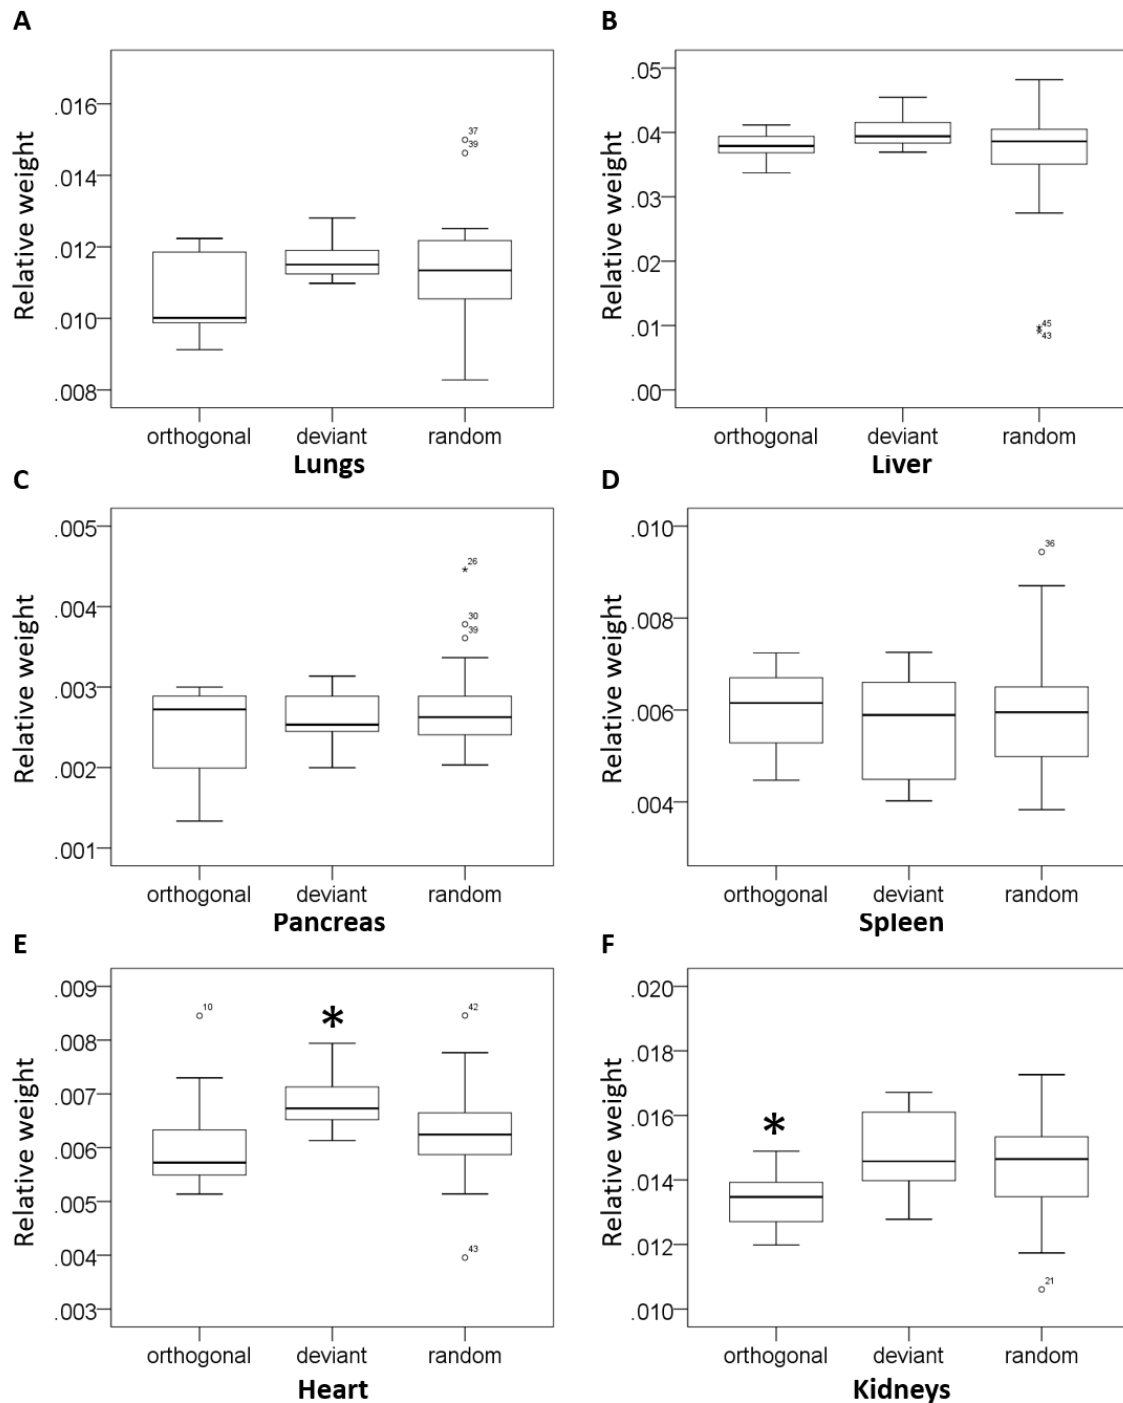 A
Relative weight
.016
.014
.012
.010
.008
37
39
orthogonal deviant random
Lungs
B
Relative weight
.05
.04
.03
.02
.01
.00
45
43
orthogonal deviant random
Liver
C
Relative weight
.005
.004
.003
.002
.001
26
30
39
orthogonal deviant random
Pancreas
D
Relative weight
.010
.008
.006
.004
36
orthogonal deviant random
Spleen
E
Relative weight
.009
.008
.007
.006
.005
.004
.003
10
*
42
43
orthogonal deviant random
Heart
F
Relative weight
.020
.018
.016
.014
.012
.010
*
21
orthogonal deviant random
Kidneys